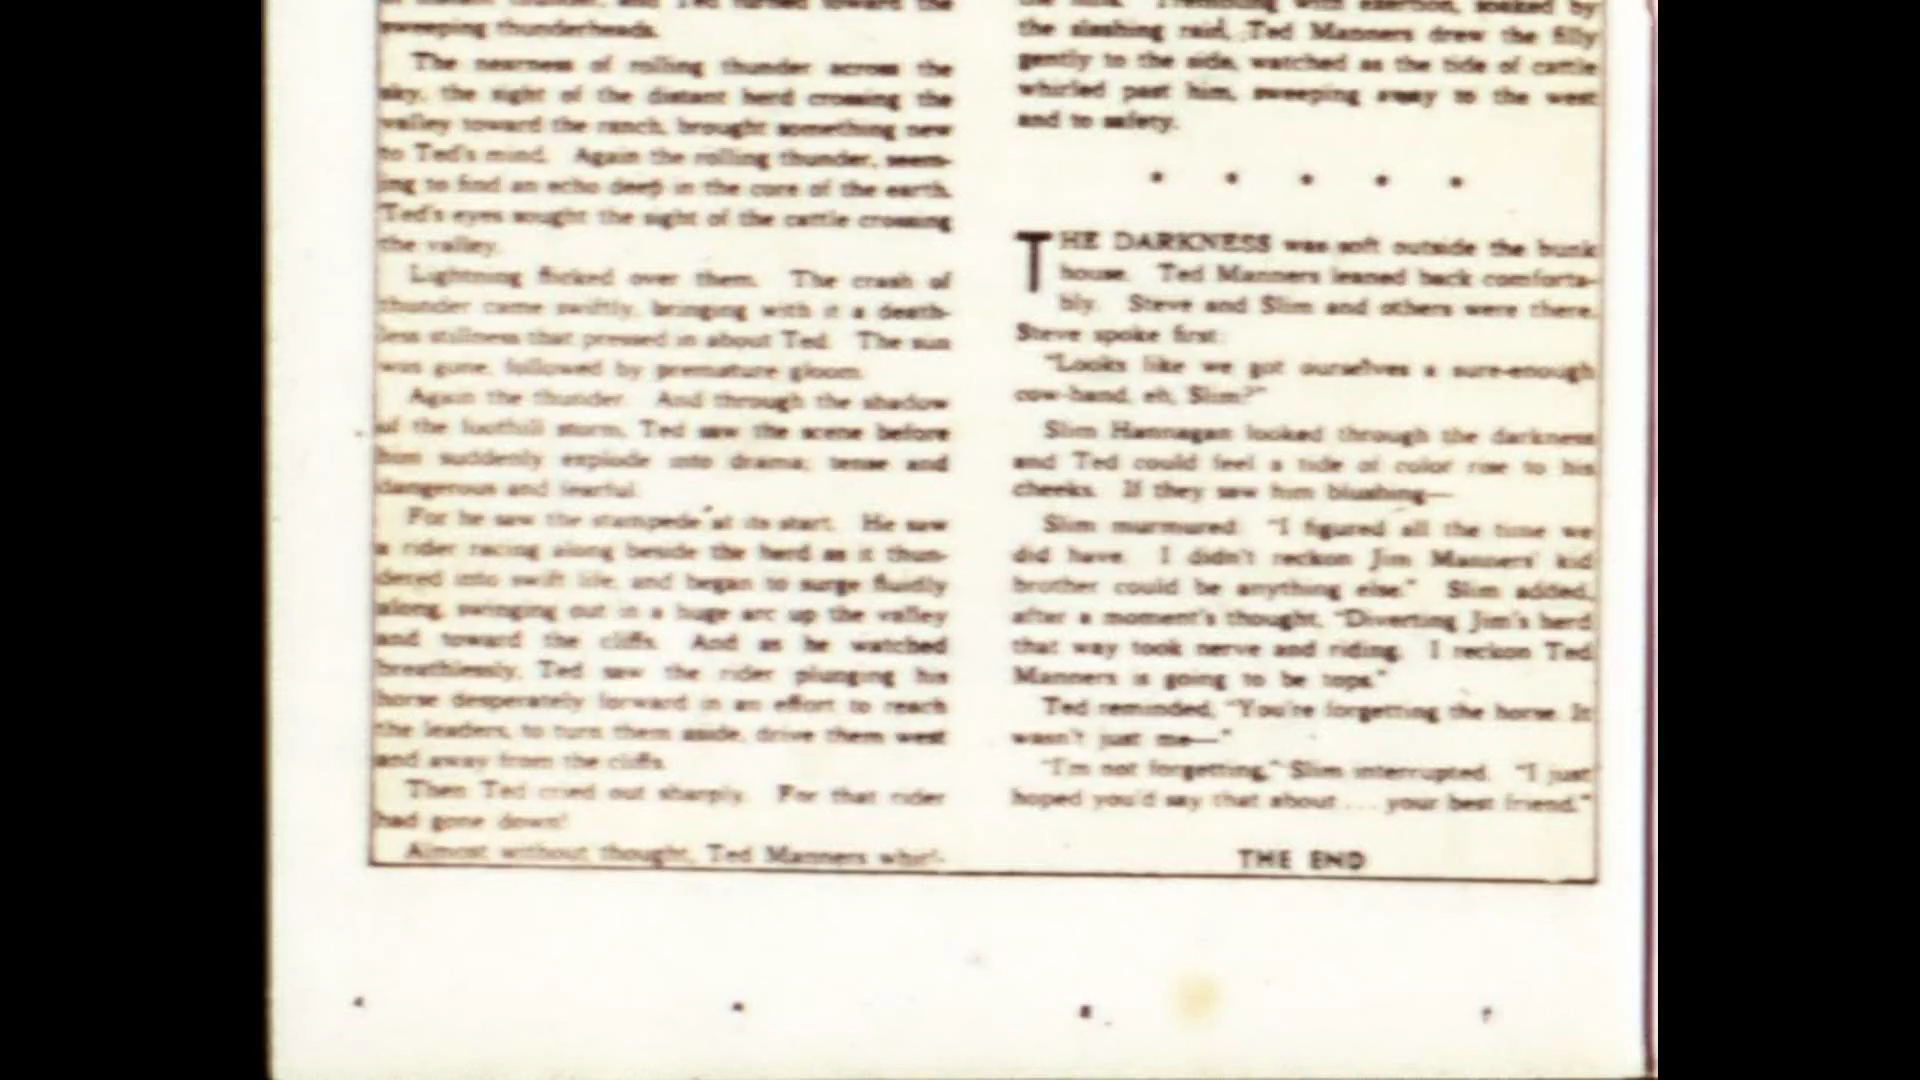 of distant thunder, and Ted turned toward the
sweeping thunderheads.
The nearness of rolling thunder across the
sky, the sight of the distant herd crossing the
valley toward the ranch, brought something new
to Ted's mind. Again the rolling thunder, seem-
ing to find an echo deep in the core of the earth.
Ted's eyes sought the sight of the cattle crossing
the valley.
Lightning flicked over them. The crash of
thunder came swiftly, bringing with it a death-
less stillness that pressed in about Ted. The sun
was gone, followed by premature gloom.
Again the thunder. And through the shadow
of the foothill storm, Ted saw the scene before
him suddenly explode into drama; tense and
dangerous and fearful.
For he saw the stampede at its start. He saw
a rider racing along beside the herd as it thun-
dered into swift life, and began to surge fluidly
along, swinging out in a huge arc up the valley
and toward the cliffs. And as he watched
breathlessly, Ted saw the rider plunging his
horse desperately forward in an effort to reach
the leaders, to turn them aside, drive them west
and away from the cliffs.
Then Ted cried out sharply. For that rider
had gone down!
Almost without thought, Ted Manners whirl-
Trembling with exertion, soaked by
the slashing raid, Ted Manners drew the filly
gently to the side, watched as the tide of cattle
whirled past him, sweeping away to the west
and to safety.
* * * * *
THE DARKNESS was soft outside the bunk
house. Ted Manners leaned back comforta-
bly. Steve and Slim and others were there.
Steve spoke first:
"Looks like we got ourselves a sure-enough
cow-hand, eh, Slim?"
Slim Hannagan looked through the darkness
and Ted could feel a tide of color rise to his
cheeks. If they saw him blushing—
Slim murmured: "I figured all the time we
did have. I didn't reckon Jim Manners' kid
brother could be anything else." Slim added,
after a moment's thought, "Diverting Jim's herd
that way took nerve and riding. I reckon Ted
Manners is going to be tops."
Ted reminded, "You're forgetting the horse. It
wasn't just me—"
"I'm not forgetting," Slim interrupted. "I just
hoped you'd say that about . . . your best friend."
THE END